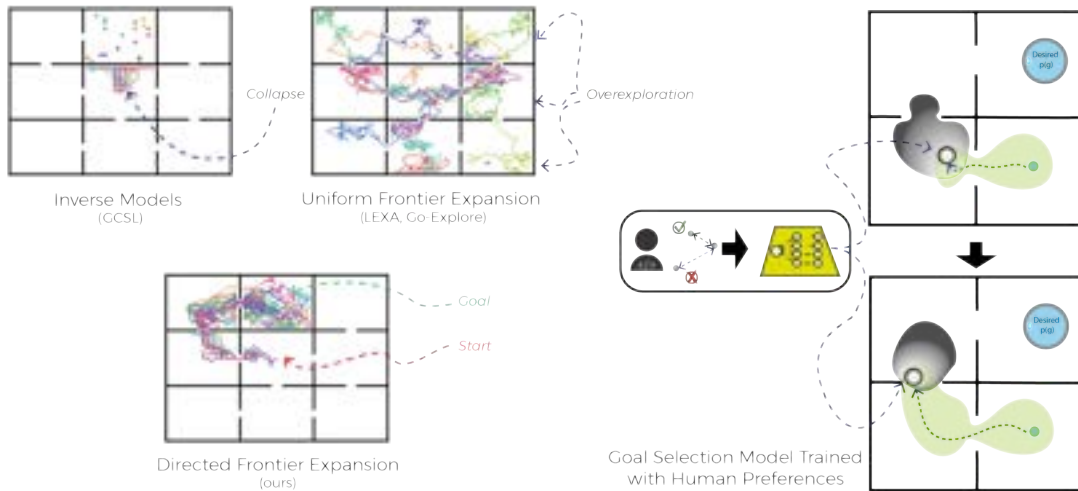 Collapse
Overexploration
Inverse Models
(GCSL)
Uniform Frontier Expansion
(LEXA, Go-Explore)
Goal
Start
Directed Frontier Expansion
(ours)
Desired
p(g)
Desired
p(g)
Goal Selection Model Trained
with Human Preferences